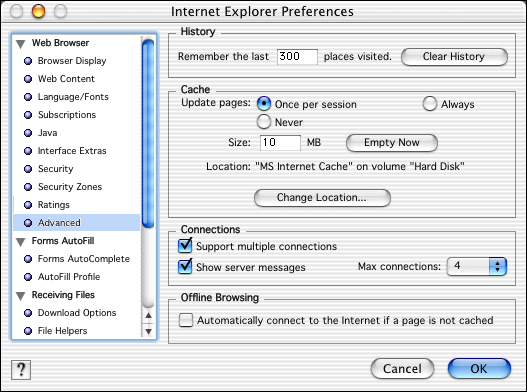 Internet Explorer Preferences
Web Browser
Browser Display
Web Content
Language/Fonts
Subscriptions
Java
Interface Extras
Security
Security Zones
Ratings
Advanced
Forms AutoFill
Forms AutoComplete
AutoFill Profile
Receiving Files
Download Options
File Helpers
History
Remember the last 300 places visited. Clear History
Cache
Update pages: Once per session Always
Never
Size: 10 MB Empty Now
Location: "MS Internet Cache" on volume "Hard Disk"
Change Location...
Connections
Support multiple connections
Show server messages Max connections: 4
Offline Browsing
Automatically connect to the Internet if a page is not cached
? Cancel OK